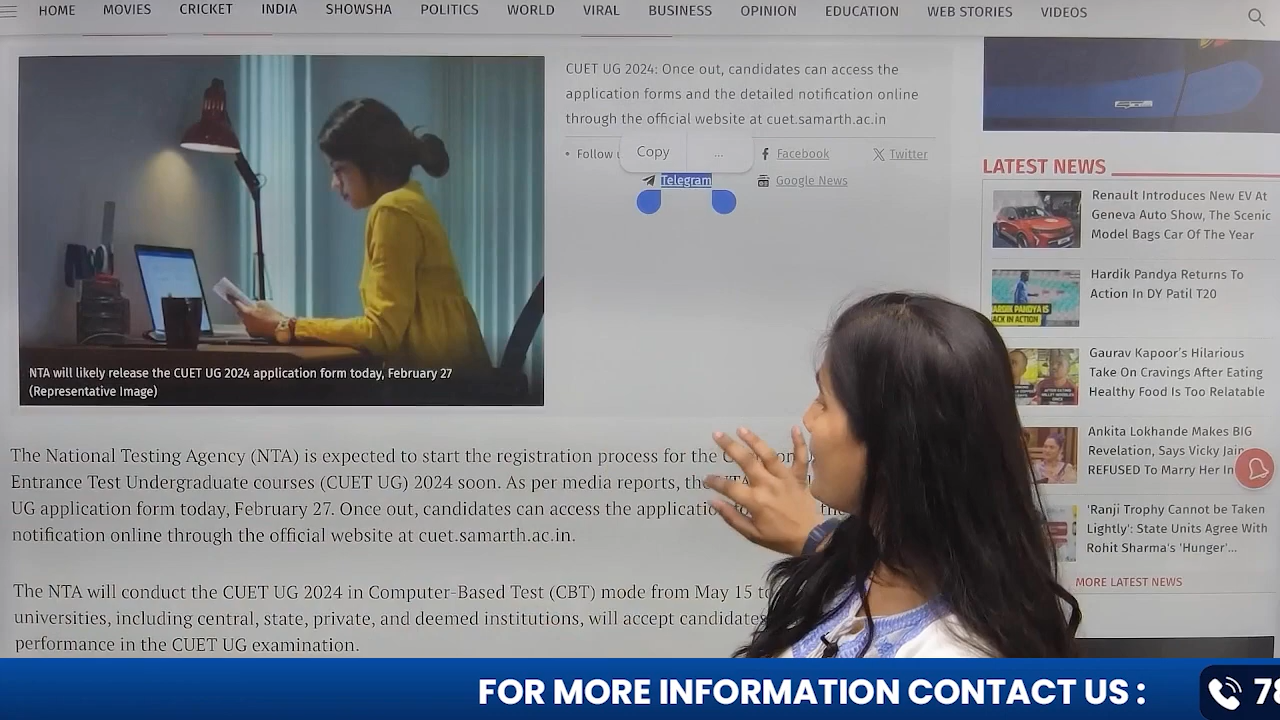 HOME MOVIES CRICKET INDIA SHOWSHA POLITICS WORLD VIRAL BUSINESS OPINION EDUCATION WEB STORIES VIDEOS
CUET UG 2024: Once out, candidates can access the
application forms and the detailed notification online
through the official website at cuet.samarth.ac.in
• Follow
Copy
...
Facebook
Twitter
Telegram
Google News
NTA will likely release the CUET UG 2024 application form today, February 27
(Representative Image)
The National Testing Agency (NTA) is expected to start the registration process for the
Entrance Test Undergraduate courses (CUET UG) 2024 soon. As per media reports, the NTA
UG application form today, February 27. Once out, candidates can access the
notification online through the official website at cuet.samarth.ac.in.
The NTA will conduct the CUET UG 2024 in Computer-Based Test (CBT) mode from May 15
universities, including central, state, private, and deemed institutions, will accept candidates
performance in the CUET UG examination.
LATEST NEWS
Renault Introduces New EV At
Geneva Auto Show, The Scenic
Model Bags Car Of The Year
HARDIK PANDYA IS
BACK IN ACTION
Hardik Pandya Returns To
Action In DY Patil T20
Gaurav Kapoor's Hilarious
Take On Cravings After Eating
Healthy Food Is Too Relatable
Ankita Lokhande Makes BIG
Revelation, Says Vicky Jain
REFUSED To Marry Her In
'Ranji Trophy Cannot be Taken
Lightly': State Units Agree With
Rohit Sharma's 'Hunger'...
MORE LATEST NEWS
FOR MORE INFORMATION CONTACT US :
78